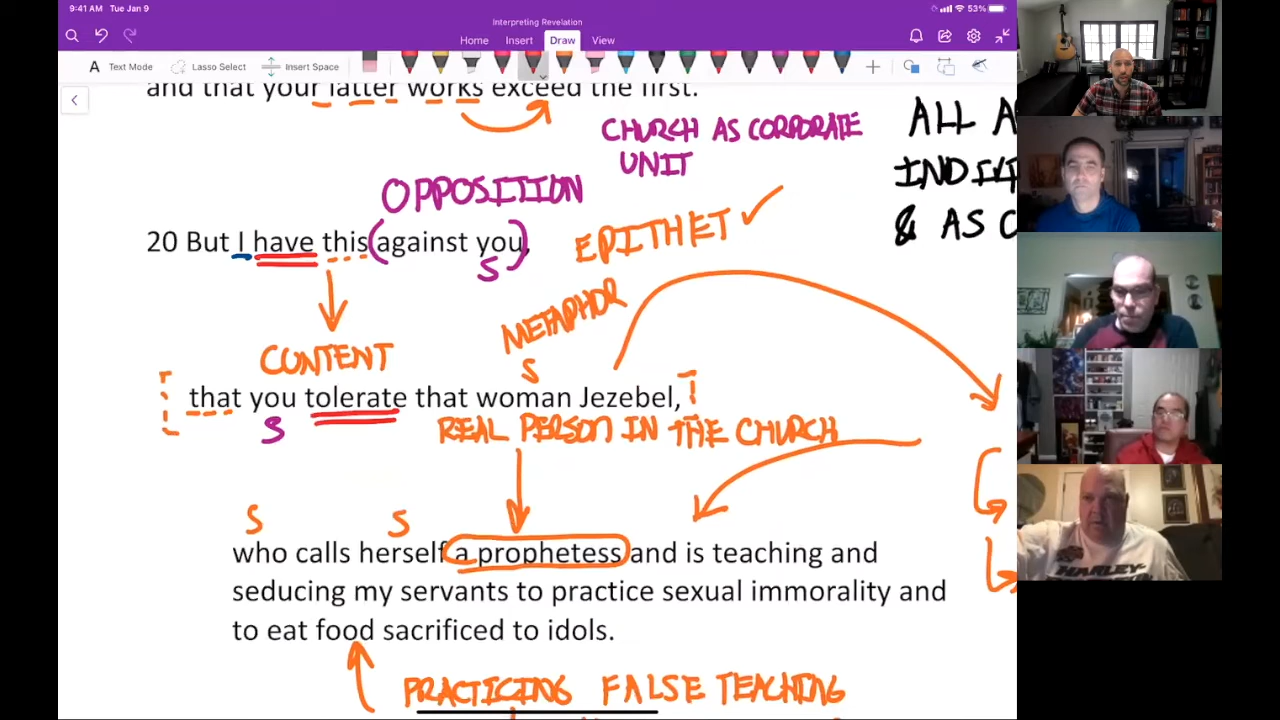 9:41 AM Tue Jan 9
53%
Interpreting Revelation
Home Insert Draw View
Text Mode Lasso Select Insert Space
and that your latter works exceed the first.
CHURCH AS CORPORATE
UNIT
ALL
& AS
OPPOSITION
EPITHET
20 But I have this (against you,)
S
METAPHOR
CONTENT
S
that you tolerate that woman Jezebel,
S
REAL PERSON IN THE CHURCH
S S
who calls herself a prophetess and is teaching and
seducing my servants to practice sexual immorality and
to eat food sacrificed to idols.
PRACTICING FALSE TEACHING
HARLEY-